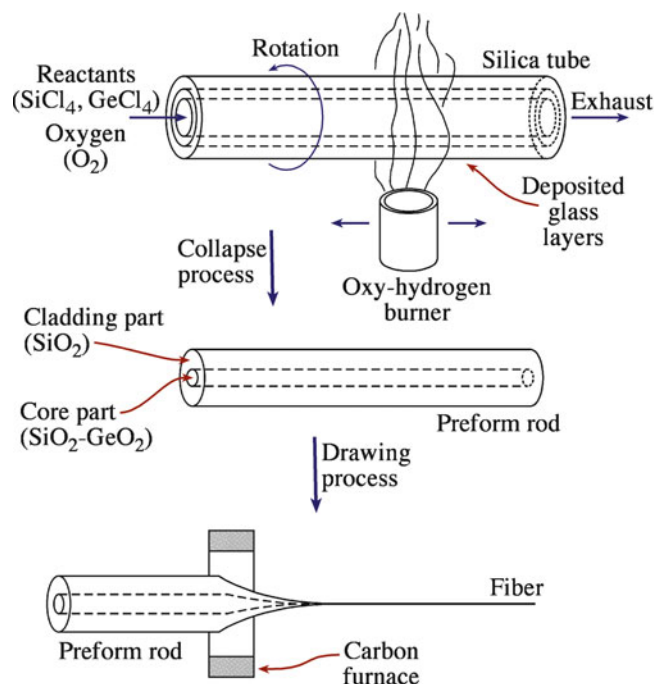 Rotation
Silica tube
Reactants
(SiCl₄, GeCl₄)
Oxygen
(O₂)
Exhaust
Deposited
glass
layers
Collapse
process
Oxy-hydrogen
burner
Cladding part
(SiO₂)
Core part
(SiO₂-GeO₂)
Preform rod
Drawing
process
Fiber
Preform rod
Carbon
furnace